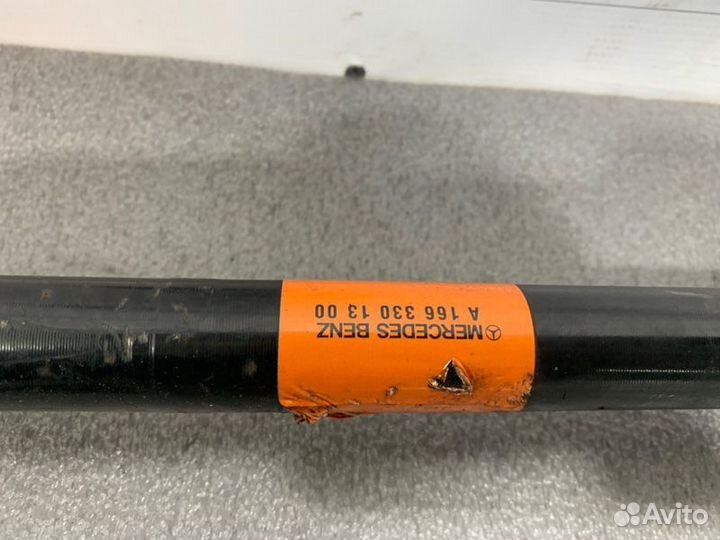 MERCEDES BENZ
A 166 330 13 00
Avito